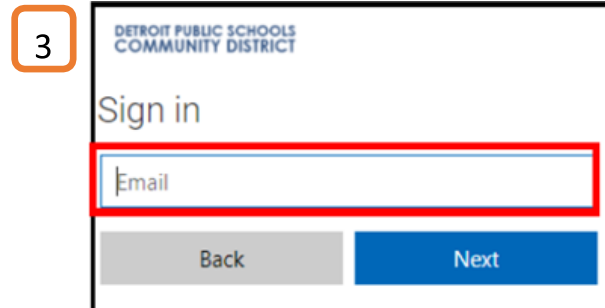 3
DETROIT PUBLIC SCHOOLS
COMMUNITY DISTRICT
Sign in
Email
Back Next